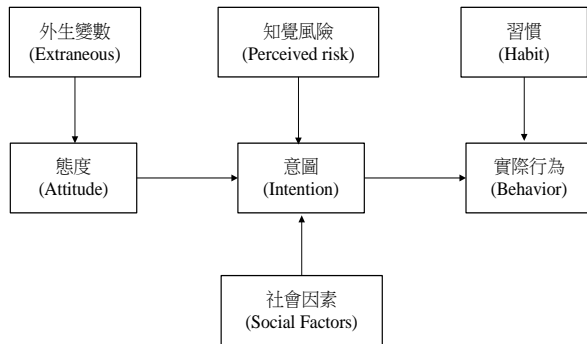 外生變數
(Extraneous)
知覺風險
(Perceived risk)
習慣
(Habit)
態度
(Attitude)
意圖
(Intention)
實際行為
(Behavior)
社會因素
(Social Factors)